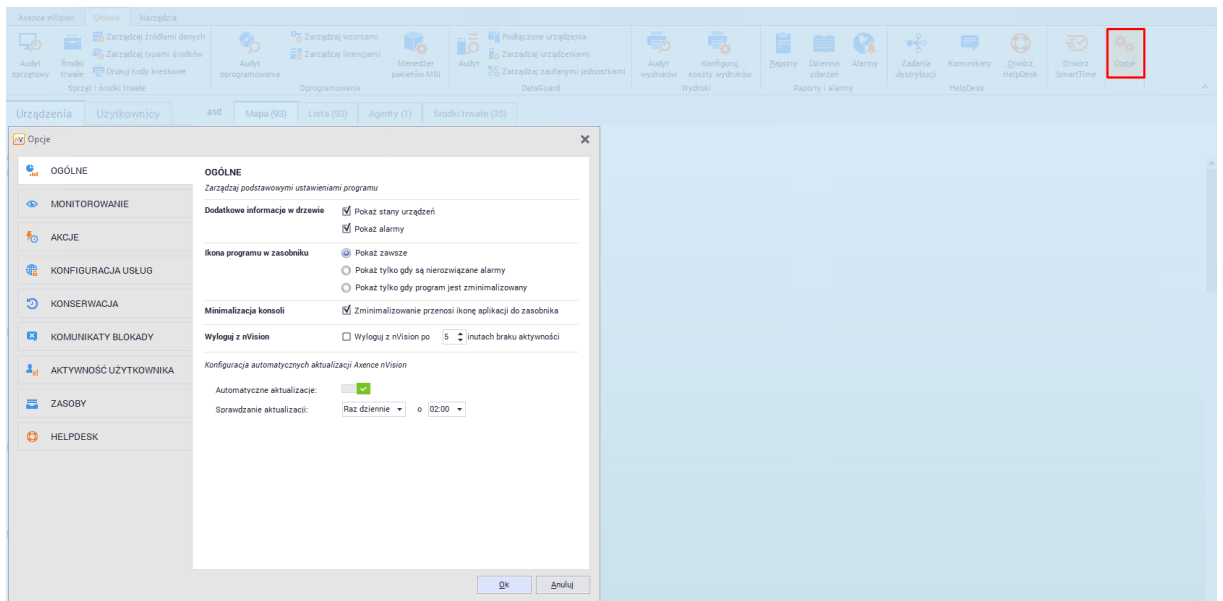 Axence nVision Główne Narzędzia
Audyt sprzętowy
Środki trwałe
Zarządzaj źródłami danych
Zarządzaj typami środków
Drukuj kody kreskowe
Sprzęt i środki trwałe
Audyt oprogramowania
Zarządzaj wzorcami
Zarządzaj licencjami
Menedżer pakietów MSI
Oprogramowanie
Audyt
Podłączone urządzenia
Zarządzaj urządzeniami
Zarządzaj zaufanymi jednostkami
DataGuard
Audyt wydruków
Konfiguruj koszty wydruków
Wydruki
Raporty
Dziennik zdarzeń
Alarmy
Raporty i alarmy
Zadania dystrybucji
Komunikaty
Otwórz HelpDesk
HelpDesk
Otwórz SmartTime
Opcje
Urządzenia Użytkownicy asd Mapa (93) Lista (93) Agenty (1) Środki trwałe (35)
nV Opcje
OGÓLNE
MONITOROWANIE
AKCJE
KONFIGURACJA USŁUG
KONSERWACJA
KOMUNIKATY BLOKADY
AKTYWNOŚĆ UŻYTKOWNIKA
ZASOBY
HELPDESK
OGÓLNE
Zarządzaj podstawowymi ustawieniami programu
Dodatkowe informacje w drzewie Pokaż stany urządzeń
Pokaż alarmy
Ikona programu w zasobniku Pokaż zawsze
Pokaż tylko gdy są nierozwiązane alarmy
Pokaż tylko gdy program jest zminimalizowany
Minimalizacja konsoli Zminimalizowanie przenosi ikonę aplikacji do zasobnika
Wyloguj z nVision Wyloguj z nVision po 5 inutach braku aktywności
Konfiguracja automatycznych aktualizacji Axence nVision
Automatyczne aktualizacje:
Sprawdzanie aktualizacji: Raz dziennie o 02:00
Ok Anuluj